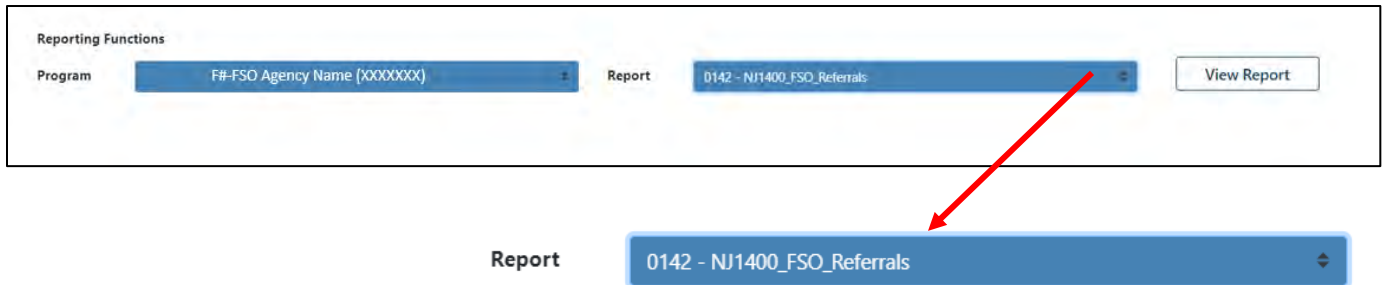 Reporting Functions
Program F#-FSO Agency Name (XXXXXXX) Report 0142 - NJ1400_FSO_Referrals View Report
Report 0142 - NJ1400_FSO_Referrals